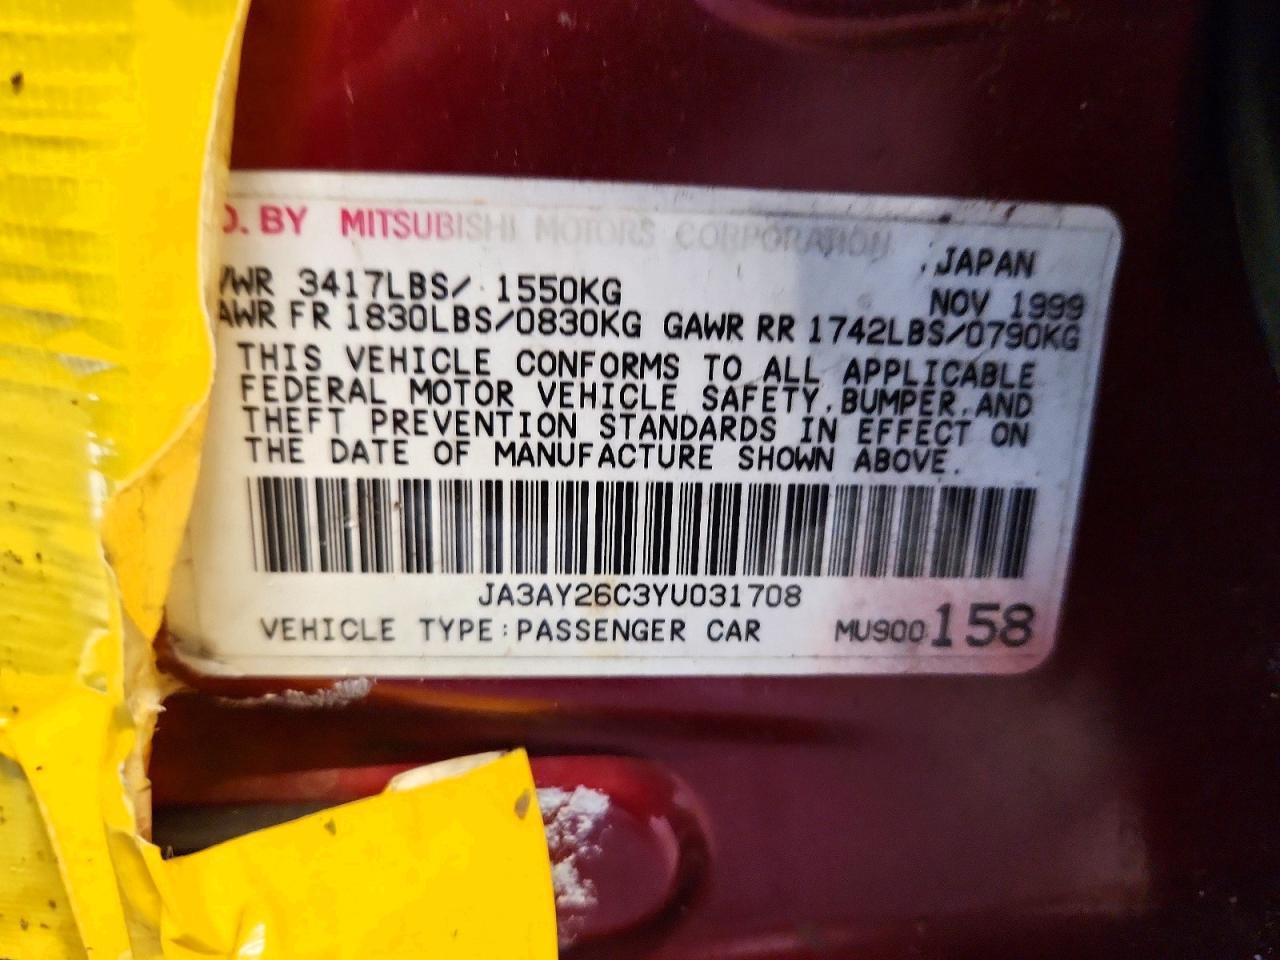 D. BY MITSUBISHI MOTORS CORPORATION
JAPAN
/WR 3417LBS/ 1550KG NOV 1999
AWR FR 1830LBS/0830KG GAWR RR 1742LBS/0790KG
THIS VEHICLE CONFORMS TO ALL APPLICABLE
FEDERAL MOTOR VEHICLE SAFETY, BUMPER, AND
THEFT PREVENTION STANDARDS IN EFFECT ON
THE DATE OF MANUFACTURE SHOWN ABOVE.
JA3AY26C3YU031708
VEHICLE TYPE:PASSENGER CAR MU900158